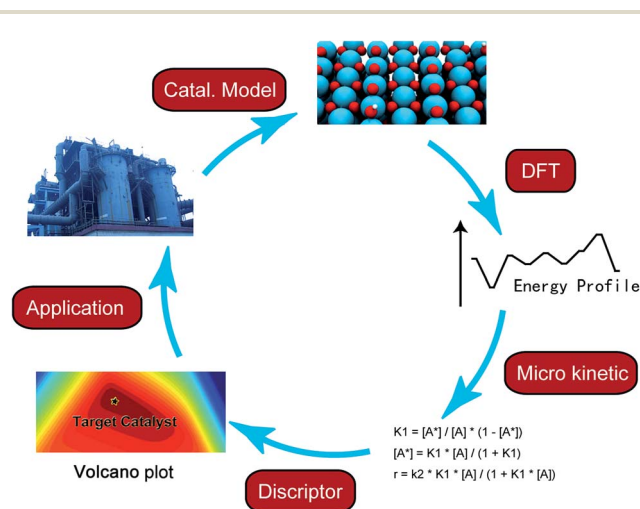 Catal. Model
DFT
Energy Profile
Micro kinetic
K1 = [A*] / [A] * (1 - [A*])
[A*] = K1 * [A] / (1 + K1)
r = k2 * K1 * [A] / (1 + K1 * [A])
Discriptor
Target Catalyst
Volcano plot
Application